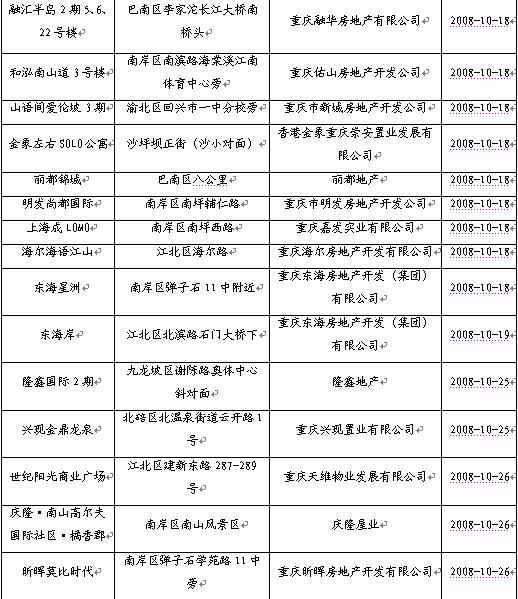 融汇半岛 2 期 5、6、
22 号楼
巴南区李家沱长江大桥南
桥头
重庆融华房地产有限公司
2008-10-18
和泓南山道 3 号楼
南岸区南滨路海棠溪江南
体育中心旁
重庆佑山房地产开发公司
2008-10-18
山语间爱伦坡 3 期
渝北区回兴市一中分校旁
重庆市新城房地产开发公司
2008-10-18
金象左右 SOLO 公寓
沙坪坝正街（沙小对面）
香港金象重庆荣安置业发展有
限公司
2008-10-18
丽都锦城
巴南区八公里
丽都地产
2008-10-18
明发尚都国际
南岸区南坪辅仁路
重庆市明发房地产开发公司
2008-10-18
上海成 LOMO
南岸区南坪西路
重庆嘉发实业有限公司
2008-10-18
海尔海语江山
江北区海尔路
重庆海尔房地产开发有限公司
2008-10-18
东海星洲
南岸区弹子石 11 中附近
重庆东海房地产开发（集团）
有限公司
2008-10-18
东海岸
江北区北滨路石门大桥下
重庆东海房地产开发（集团）
有限公司
2008-10-19
隆鑫国际 2 期
九龙坡区谢陈路奥体中心
斜对面
隆鑫地产
2008-10-25
兴现金鼎龙泉
北碚区北温泉街道云开路 1
号
重庆兴现置业有限公司
2008-10-25
世纪阳光商业广场
江北区建新东路 287-289
号
重庆天维物业发展有限公司
2008-10-26
庆隆·南山高尔夫
国际社区·橘香郡
南岸区南山风景区
庆隆屋业
2008-10-26
昕晖莫比时代
南岸区弹子石学苑路 11 中
旁
重庆昕晖房地产开发有限公司
2008-10-26